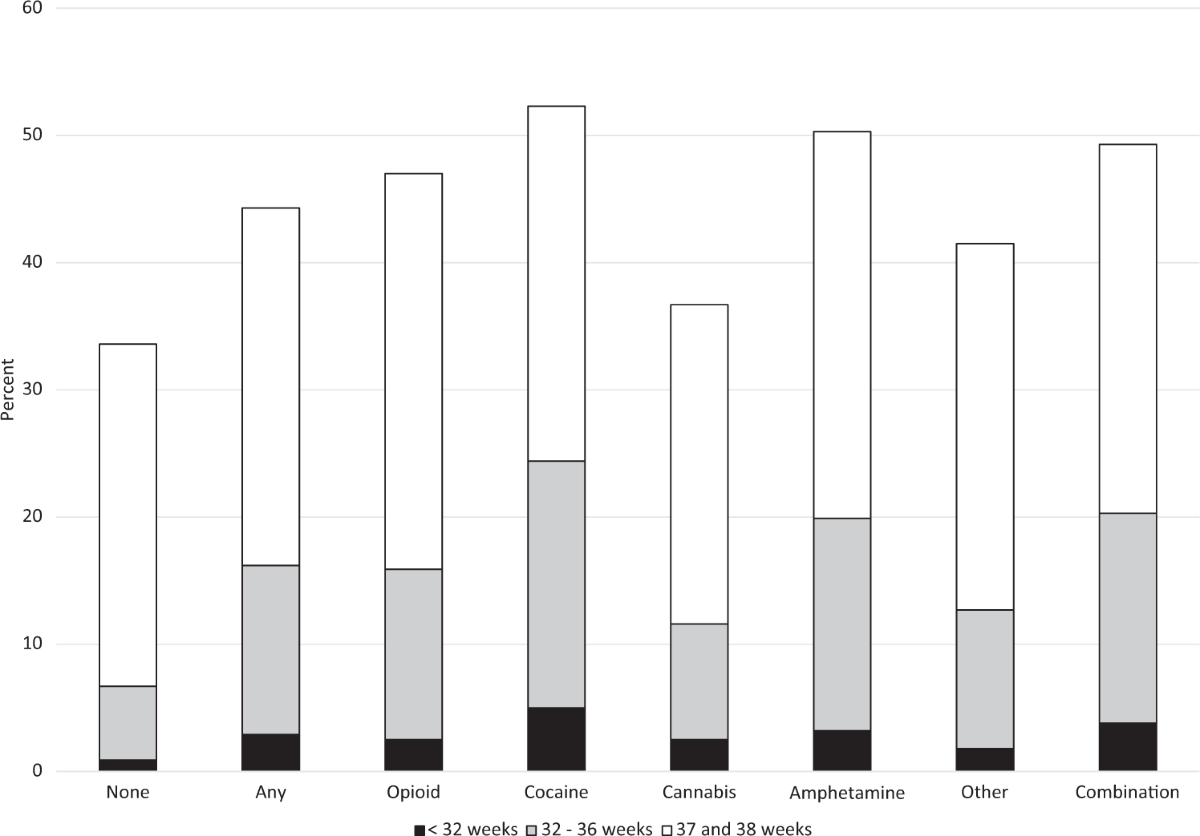 60
50
40
30
20
10
0
Percent
None Any Opioid Cocaine Cannabis Amphetamine Other Combination
< 32 weeks 32 - 36 weeks 37 and 38 weeks